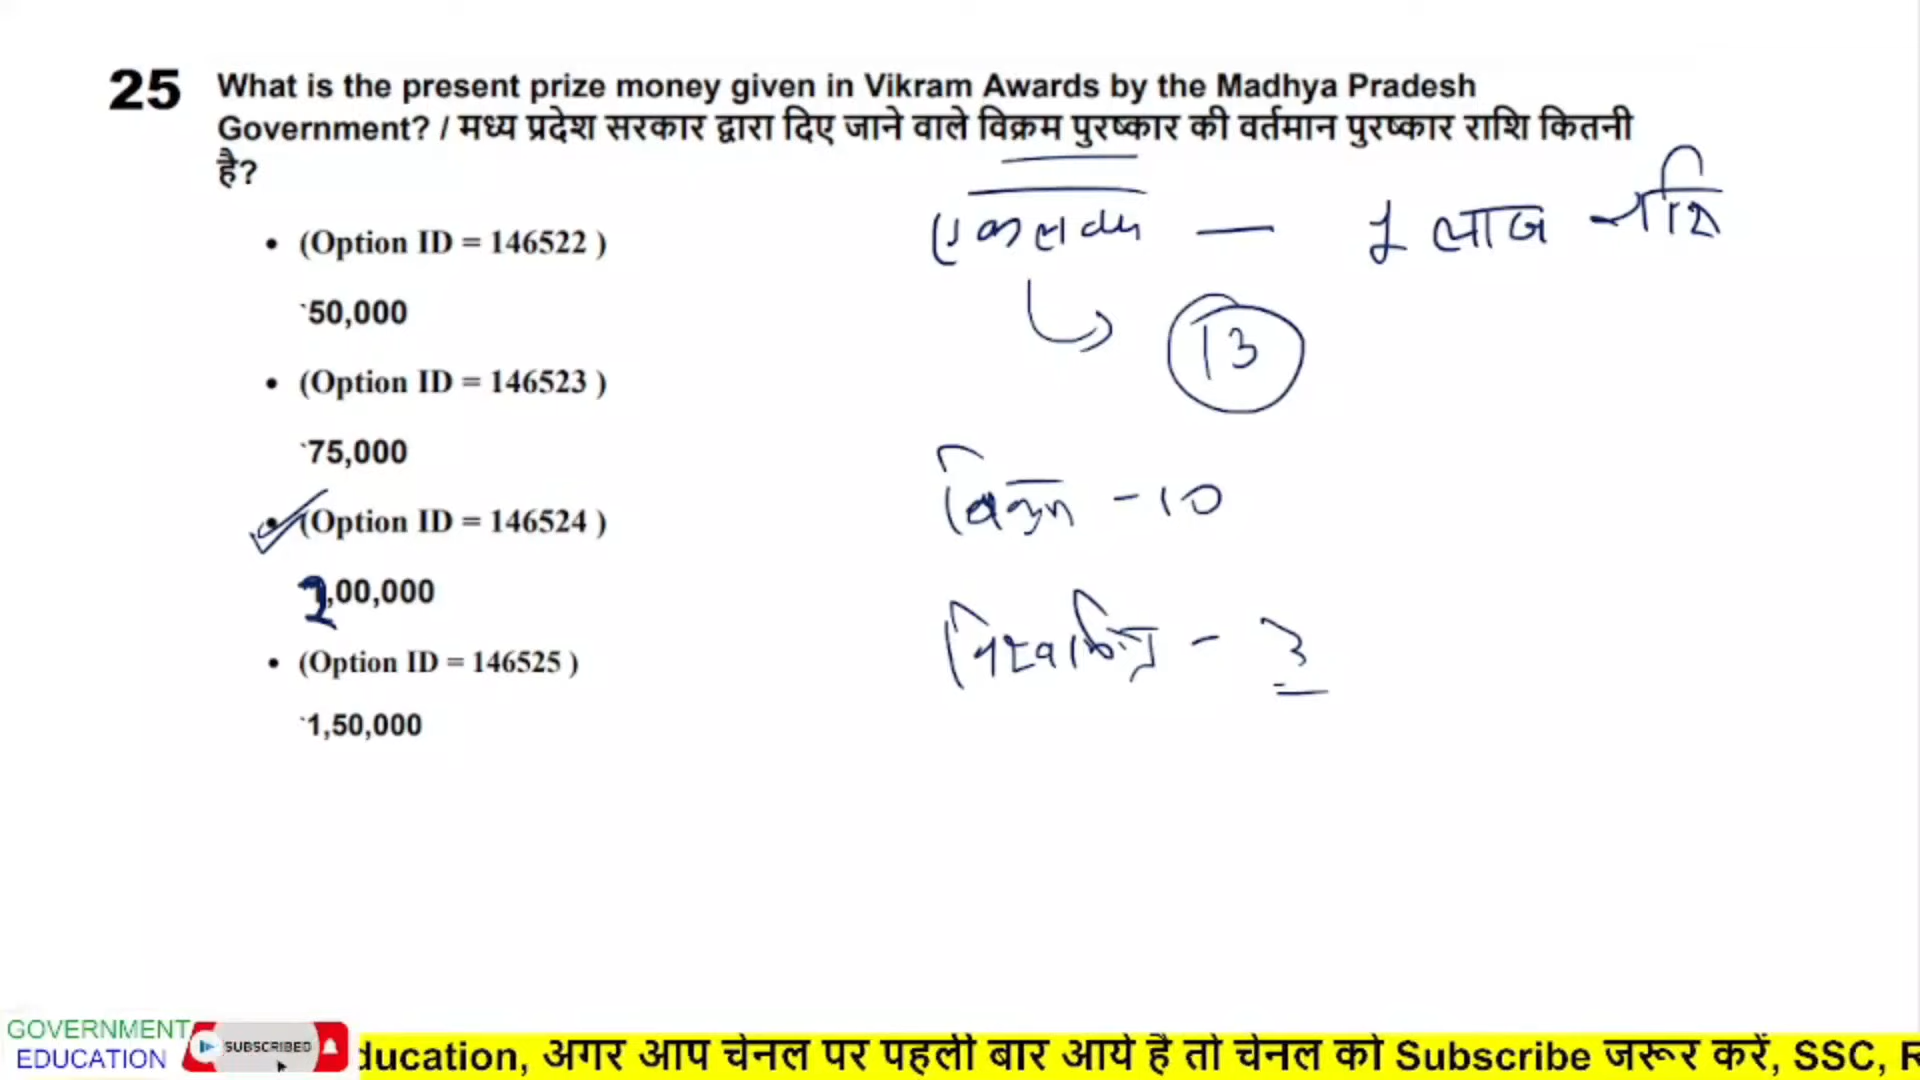 25 What is the present prize money given in Vikram Awards by the Madhya Pradesh
Government? / मध्य प्रदेश सरकार द्वारा दिए जाने वाले विक्रम पुरष्कार की वर्तमान पुरष्कार राशि कितनी
है?
• (Option ID = 146522 )
`50,000
• (Option ID = 146523 )
`75,000
• (Option ID = 146524 )
2,00,000
• (Option ID = 146525 )
`1,50,000
एकलव्य — 1 लाख राशि
13
विक्रम - 10
विश्वामित्र - 3
GOVERNMENT
EDUCATION
SUBSCRIBED
ducation, अगर आप चेनल पर पहली बार आये है तो चेनल को Subscribe जरूर करें, SSC, R